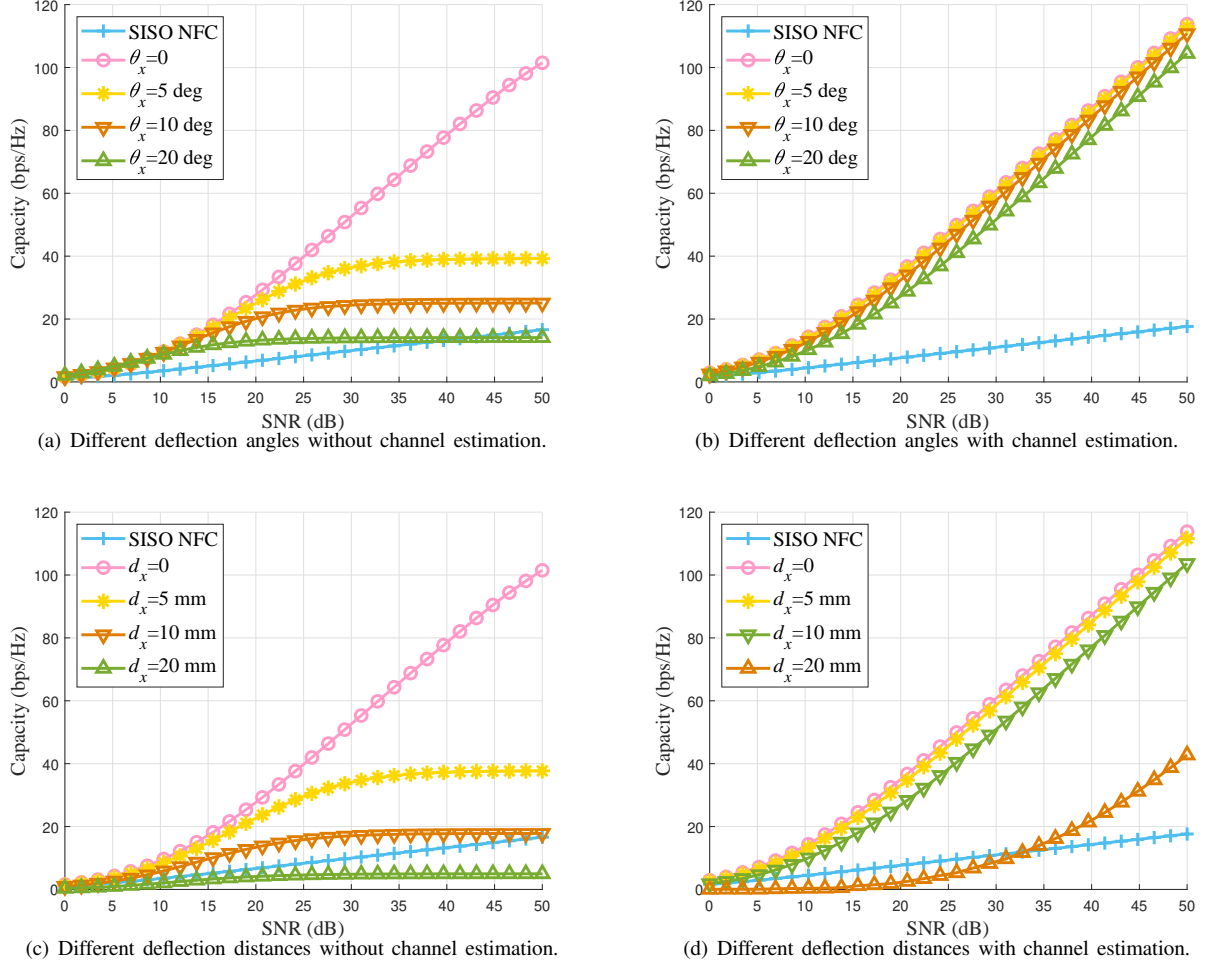 SISO NFC
θx=0
θx=5 deg
θx=10 deg
θx=20 deg
Capacity (bps/Hz)
120
100
80
60
40
20
0
0 5 10 15 20 25 30 35 40 45 50
SNR (dB)
(a) Different deflection angles without channel estimation.
SISO NFC
θx=0
θx=5 deg
θx=10 deg
θx=20 deg
Capacity (bps/Hz)
120
100
80
60
40
20
0
0 5 10 15 20 25 30 35 40 45 50
SNR (dB)
(b) Different deflection angles with channel estimation.
SISO NFC
dx=0
dx=5 mm
dx=10 mm
dx=20 mm
Capacity (bps/Hz)
120
100
80
60
40
20
0
0 5 10 15 20 25 30 35 40 45 50
SNR (dB)
(c) Different deflection distances without channel estimation.
SISO NFC
dx=0
dx=5 mm
dx=10 mm
dx=20 mm
Capacity (bps/Hz)
120
100
80
60
40
20
0
0 5 10 15 20 25 30 35 40 45 50
SNR (dB)
(d) Different deflection distances with channel estimation.